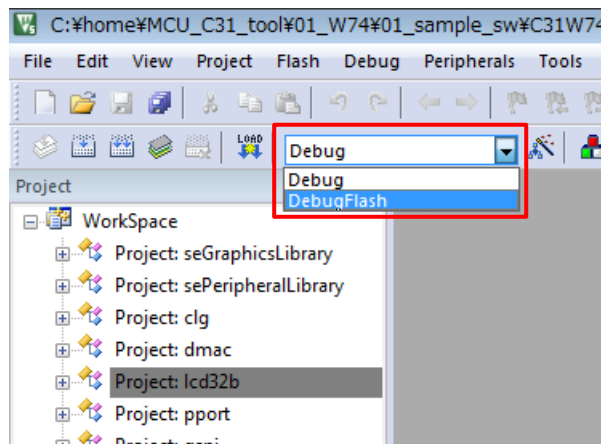 C:¥home¥MCU_C31_tool¥01_W74¥01_sample_sw¥C31W74
File Edit View Project Flash Debug Peripherals Tools
LOAD
Debug
Debug
DebugFlash
Project
WorkSpace
Project: seGraphicsLibrary
Project: sePeripheralLibrary
Project: clg
Project: dmac
Project: lcd32b
Project: pport